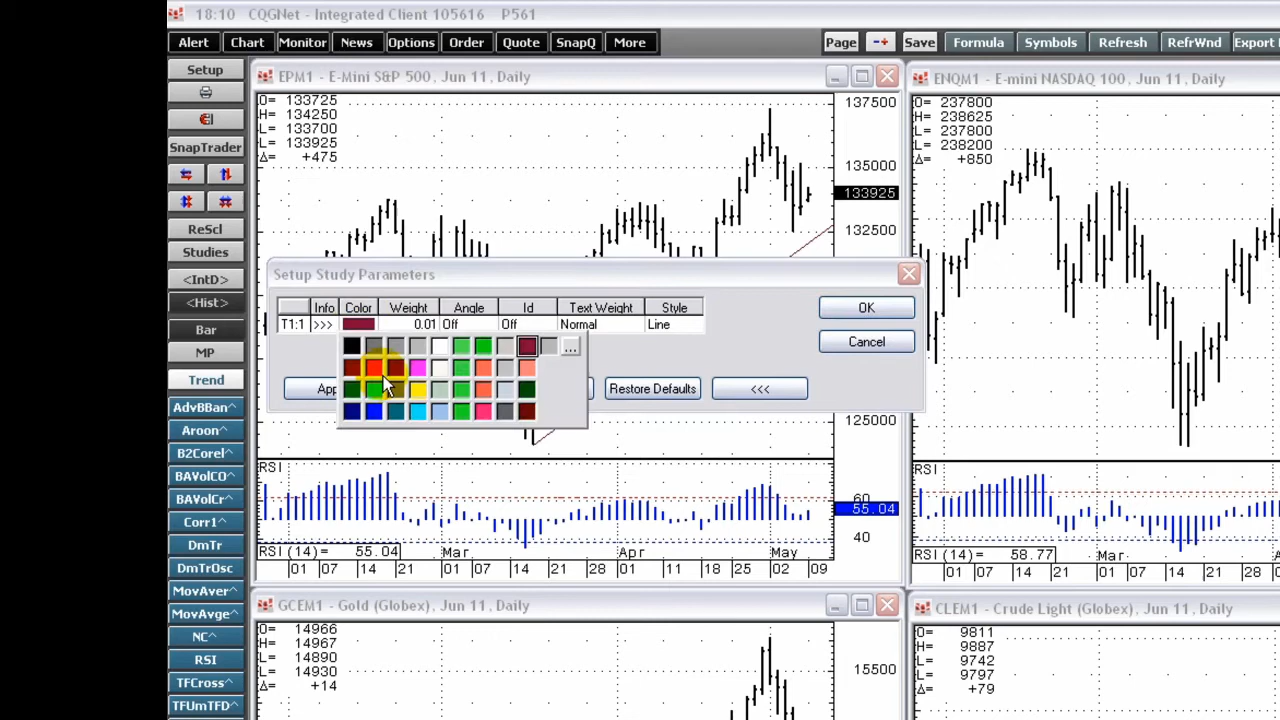 18:10 CQGNet - Integrated Client 105616 P561
Alert Chart Monitor News Options Order Quote SnapQ More Page -+ Save Formula Symbols Refresh RefrWnd Export
Setup
SnapTrader
ReScl
Studies
<IntD>
<Hist>
Bar
MP
Trend
AdvBBan^
Aroon^
B2Corel^
BAVolCO^
BAVolCr^
Corr1^
DmTr
DmTrOsc
MovAver^
MovAvge^
NC^
RSI
TFCross^
TFUmTFD^
EPM1 - E-Mini S&P 500, Jun 11, Daily
O= 133725
H= 134250
L= 133700
L= 133925
Δ= +475
137500
135000
133925
132500
125000
Setup Study Parameters
Info Color Weight Angle Id Text Weight Style
T1:1 >>> 0.01 Off Off Normal Line
OK
Cancel
...
App
Restore Defaults
<<<
RSI
60
55.04
40
RSI (14)= 55.04 Mar Apr May
01 07 14 21 28 01 11 18 25 02 09
ENQM1 - E-mini NASDAQ 100, Jun 11, Daily
O= 237800
H= 238625
L= 237800
L= 238200
Δ= +850
RSI
RSI (14)= 58.77 Mar
01 07 14 21 01 07 14 21 28
GCEM1 - Gold (Globex), Jun 11, Daily
O= 14966
H= 14967
L= 14890
L= 14930
Δ= +14
15500
CLEM1 - Crude Light (Globex), Jun 11, Daily
O= 9811
H= 9887
L= 9742
L= 9797
Δ= +79